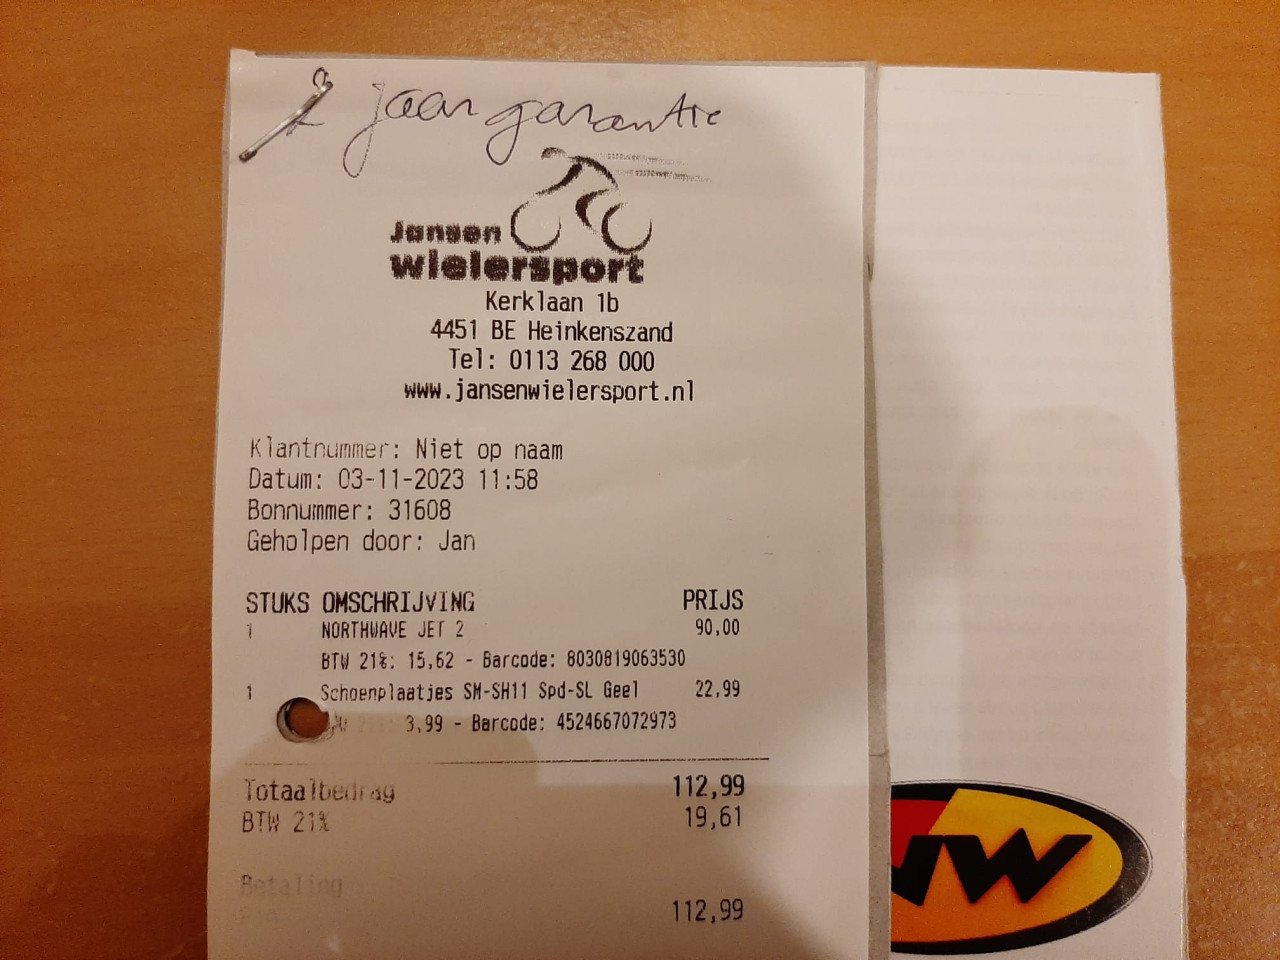 2 jaar garantie
Jansen
wielersport
Kerklaan 1b
4451 BE Heinkenszand
Tel: 0113 268 000
www.jansenwielersport.nl
Klantnummer: Niet op naam
Datum: 03-11-2023 11:58
Bonnummer: 31608
Geholpen door: Jan
STUKS OMSCHRIJVING PRIJS
1 NORTHWAVE JET 2 90,00
BTW 21%: 15,62 - Barcode: 8030819063530
1 Schoenplaatjes SM-SH11 Spd-SL Geel 22,99
3,99 - Barcode: 4524667072973
Totaalbedrag 112,99
BTW 21% 19,61
Betaling
112,99
NW